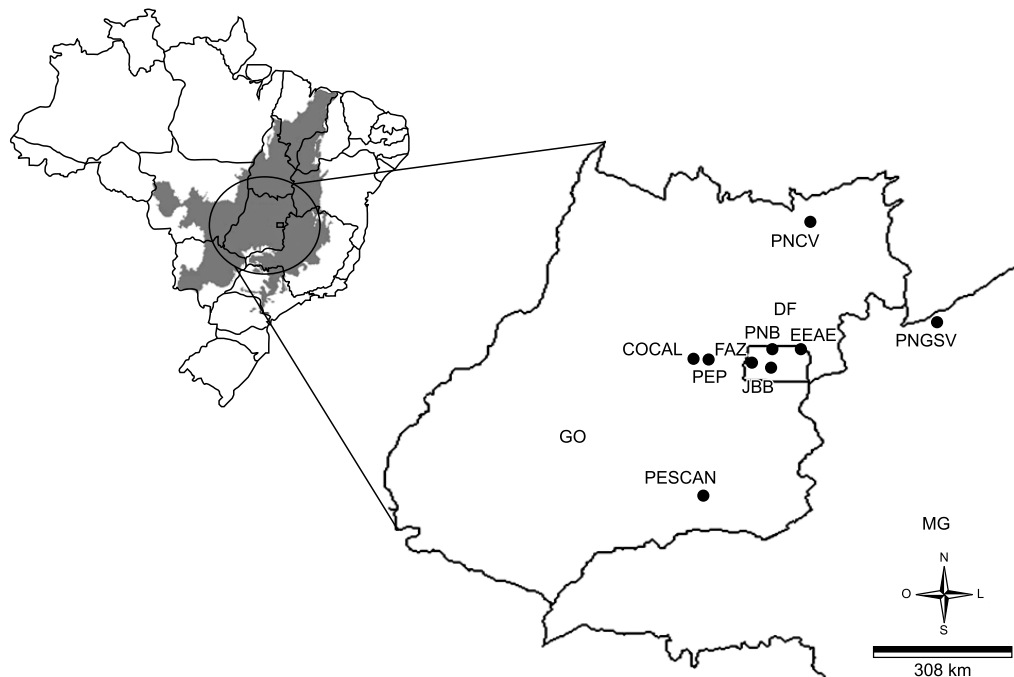 PNCV
DF
PNGSV
PNB
EEAE
COCAL
FAZ
PEP
JBB
GO
PESCAN
MG
N
O
L
S
308 km